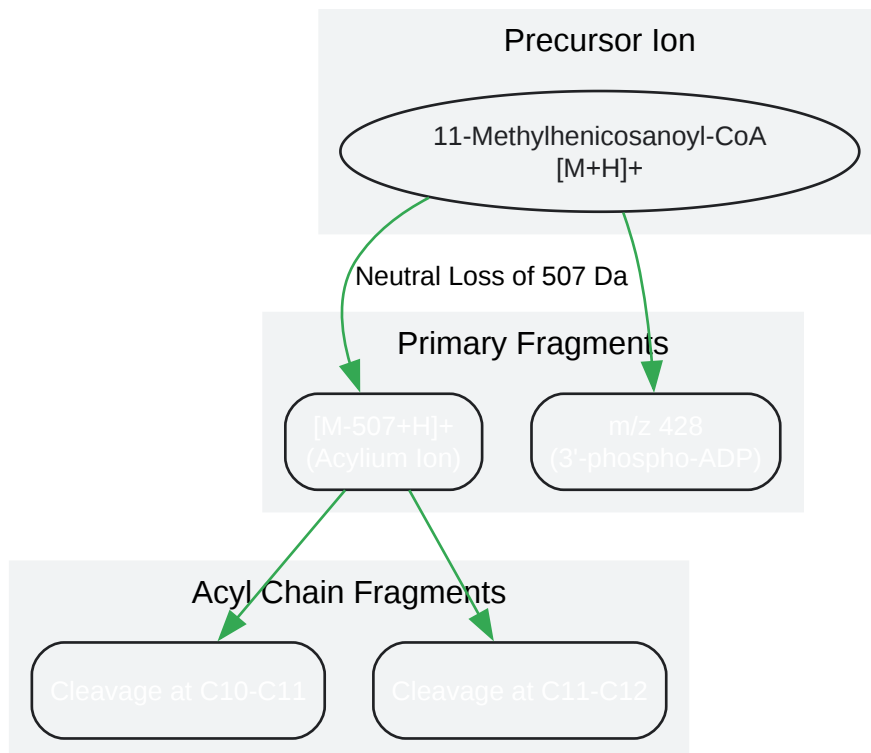 Precursor Ion
11-Methylhenicosanoyl-CoA
[M+H]+
Neutral Loss of 507 Da
Primary Fragments
[M-507+H]+
(Acylium Ion)
m/z 428
(3'-phospho-ADP)
Acyl Chain Fragments
Cleavage at C10-C11
Cleavage at C11-C12